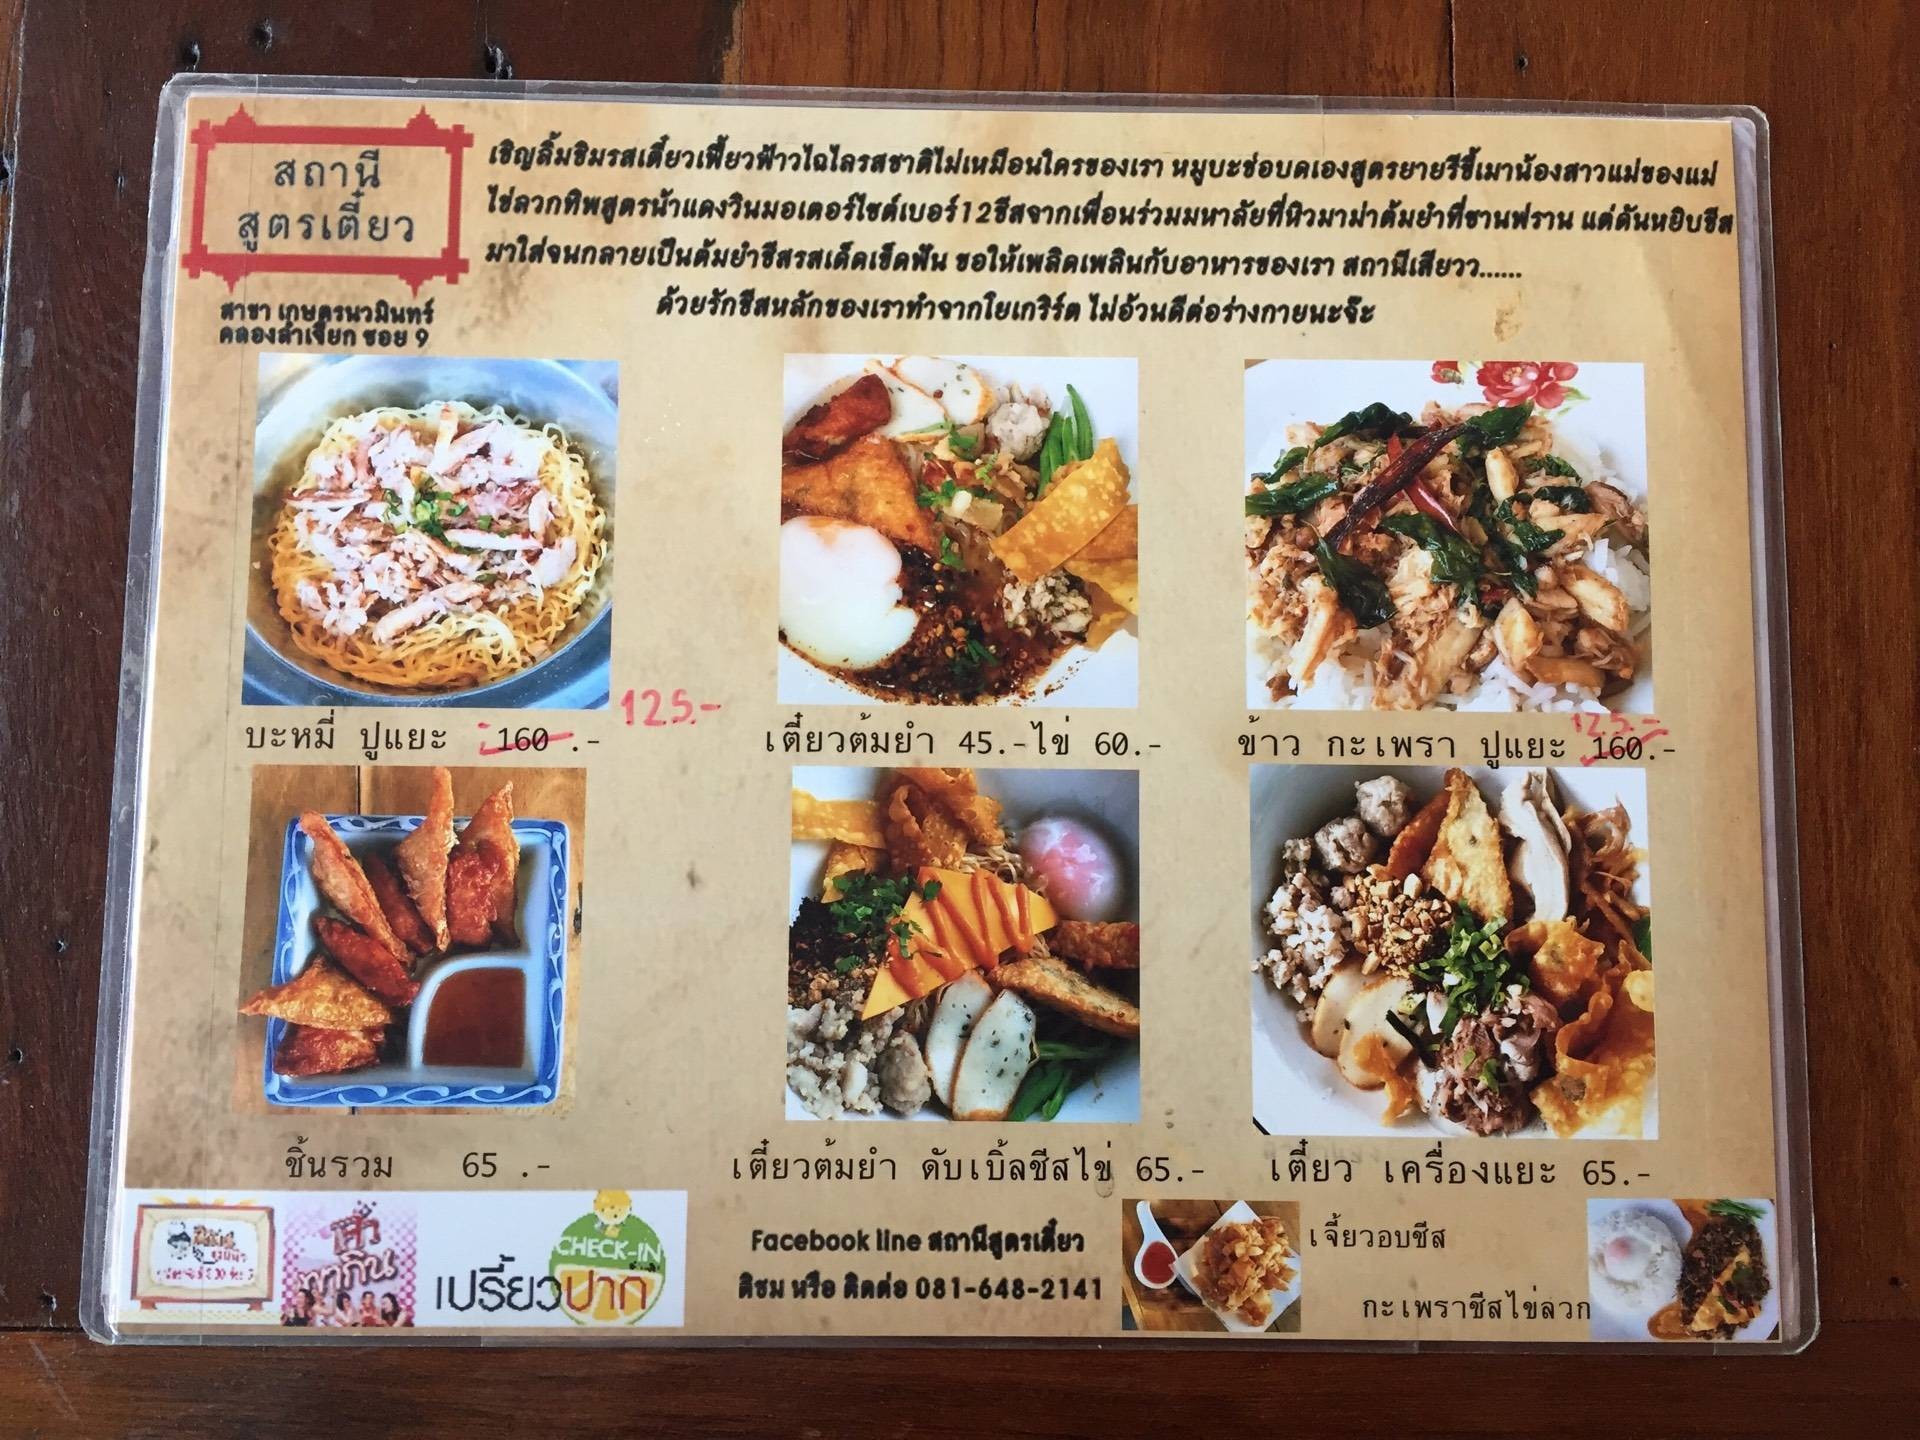 สถานี
สูตรเตี๋ยว
สาขา เกษตรนวมินทร์
คลองลำเจียก ซอย 9
เชิญลิ้มชิมรสเตี๋ยวเฟี้ยวฟ้าวไฉไลรสชาติไม่เหมือนใครของเรา หมูบะช่อบดเองสูตรยายรีขี้เมาน้องสาวแม่ของแม่
ไข่ลวกทิพสูตรน้ำแดงวินมอเตอร์ไซต์เบอร์12ชีสจากเพื่อนร่วมมหาลัยที่หิวมาม่าต้มยำที่ซานฟราน แต่ดันหยิบชีส
มาใส่จนกลายเป็นต้มยำชีสรสเด็ดเข็ดฟัน ขอให้เพลิดเพลินกับอาหารของเรา สถานีเสียวว......
ด้วยรักชีสหลักของเราทำจากใยเกริร์ต ไม่อ้วนดีต่อร่างกายนะจ๊ะ
บะหมี่ ปูแยะ 160.- 125.-
เตี๋ยวต้มยำ 45.-ไข่ 60.-
ข้าว กะเพรา ปูแยะ 160.- 125.-
ชิ้นรวม 65 .-
เตี๋ยวต้มยำ ดับเบิ้ลชีสไข่ 65.-
เตี๋ยว เครื่องแยะ 65.-
CHECK-IN
เปรี้ยวปาก
Facebook line สถานีสูตรเตี๋ยว
ติชม หรือ ติดต่อ 081-648-2141
เจี้ยวอบชีส
กะเพราชีสไข่ลวก